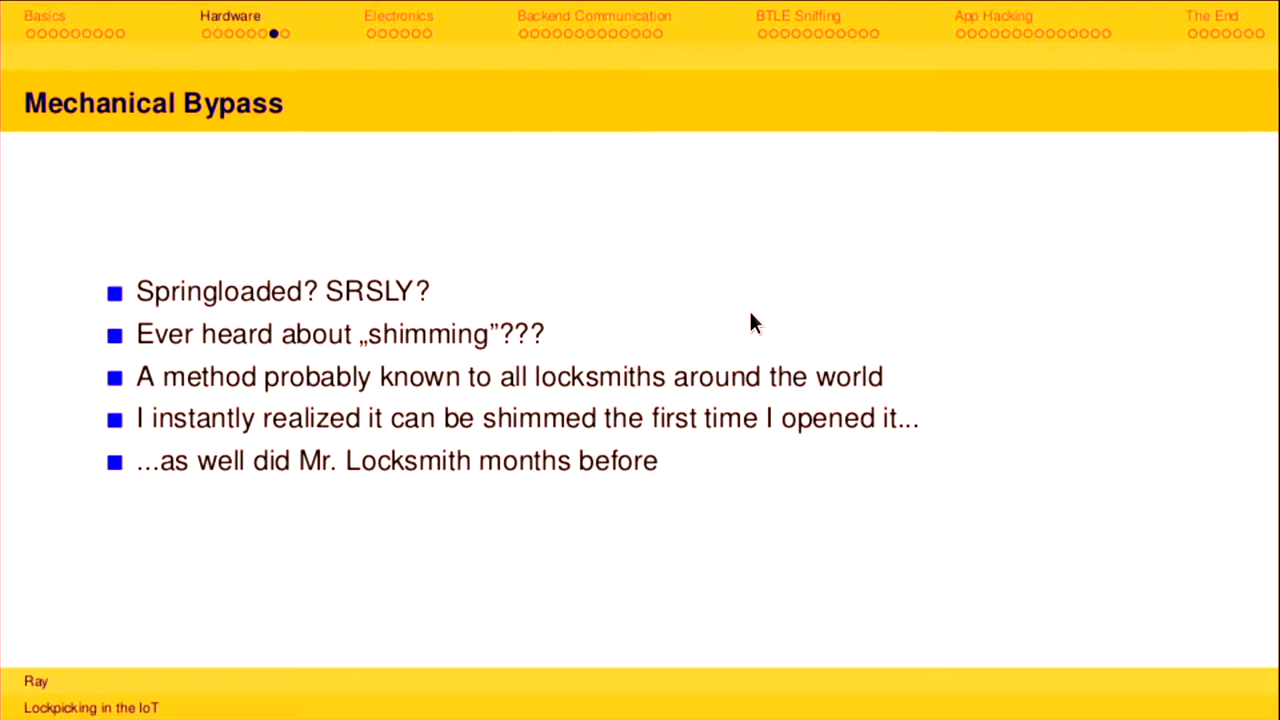 Basics Hardware Electronics Backend Communication BTLE Sniffing App Hacking The End
Mechanical Bypass
Springloaded? SRSLY?
Ever heard about „shimming”???
A method probably known to all locksmiths around the world
I instantly realized it can be shimmed the first time I opened it...
...as well did Mr. Locksmith months before
Ray
Lockpicking in the IoT